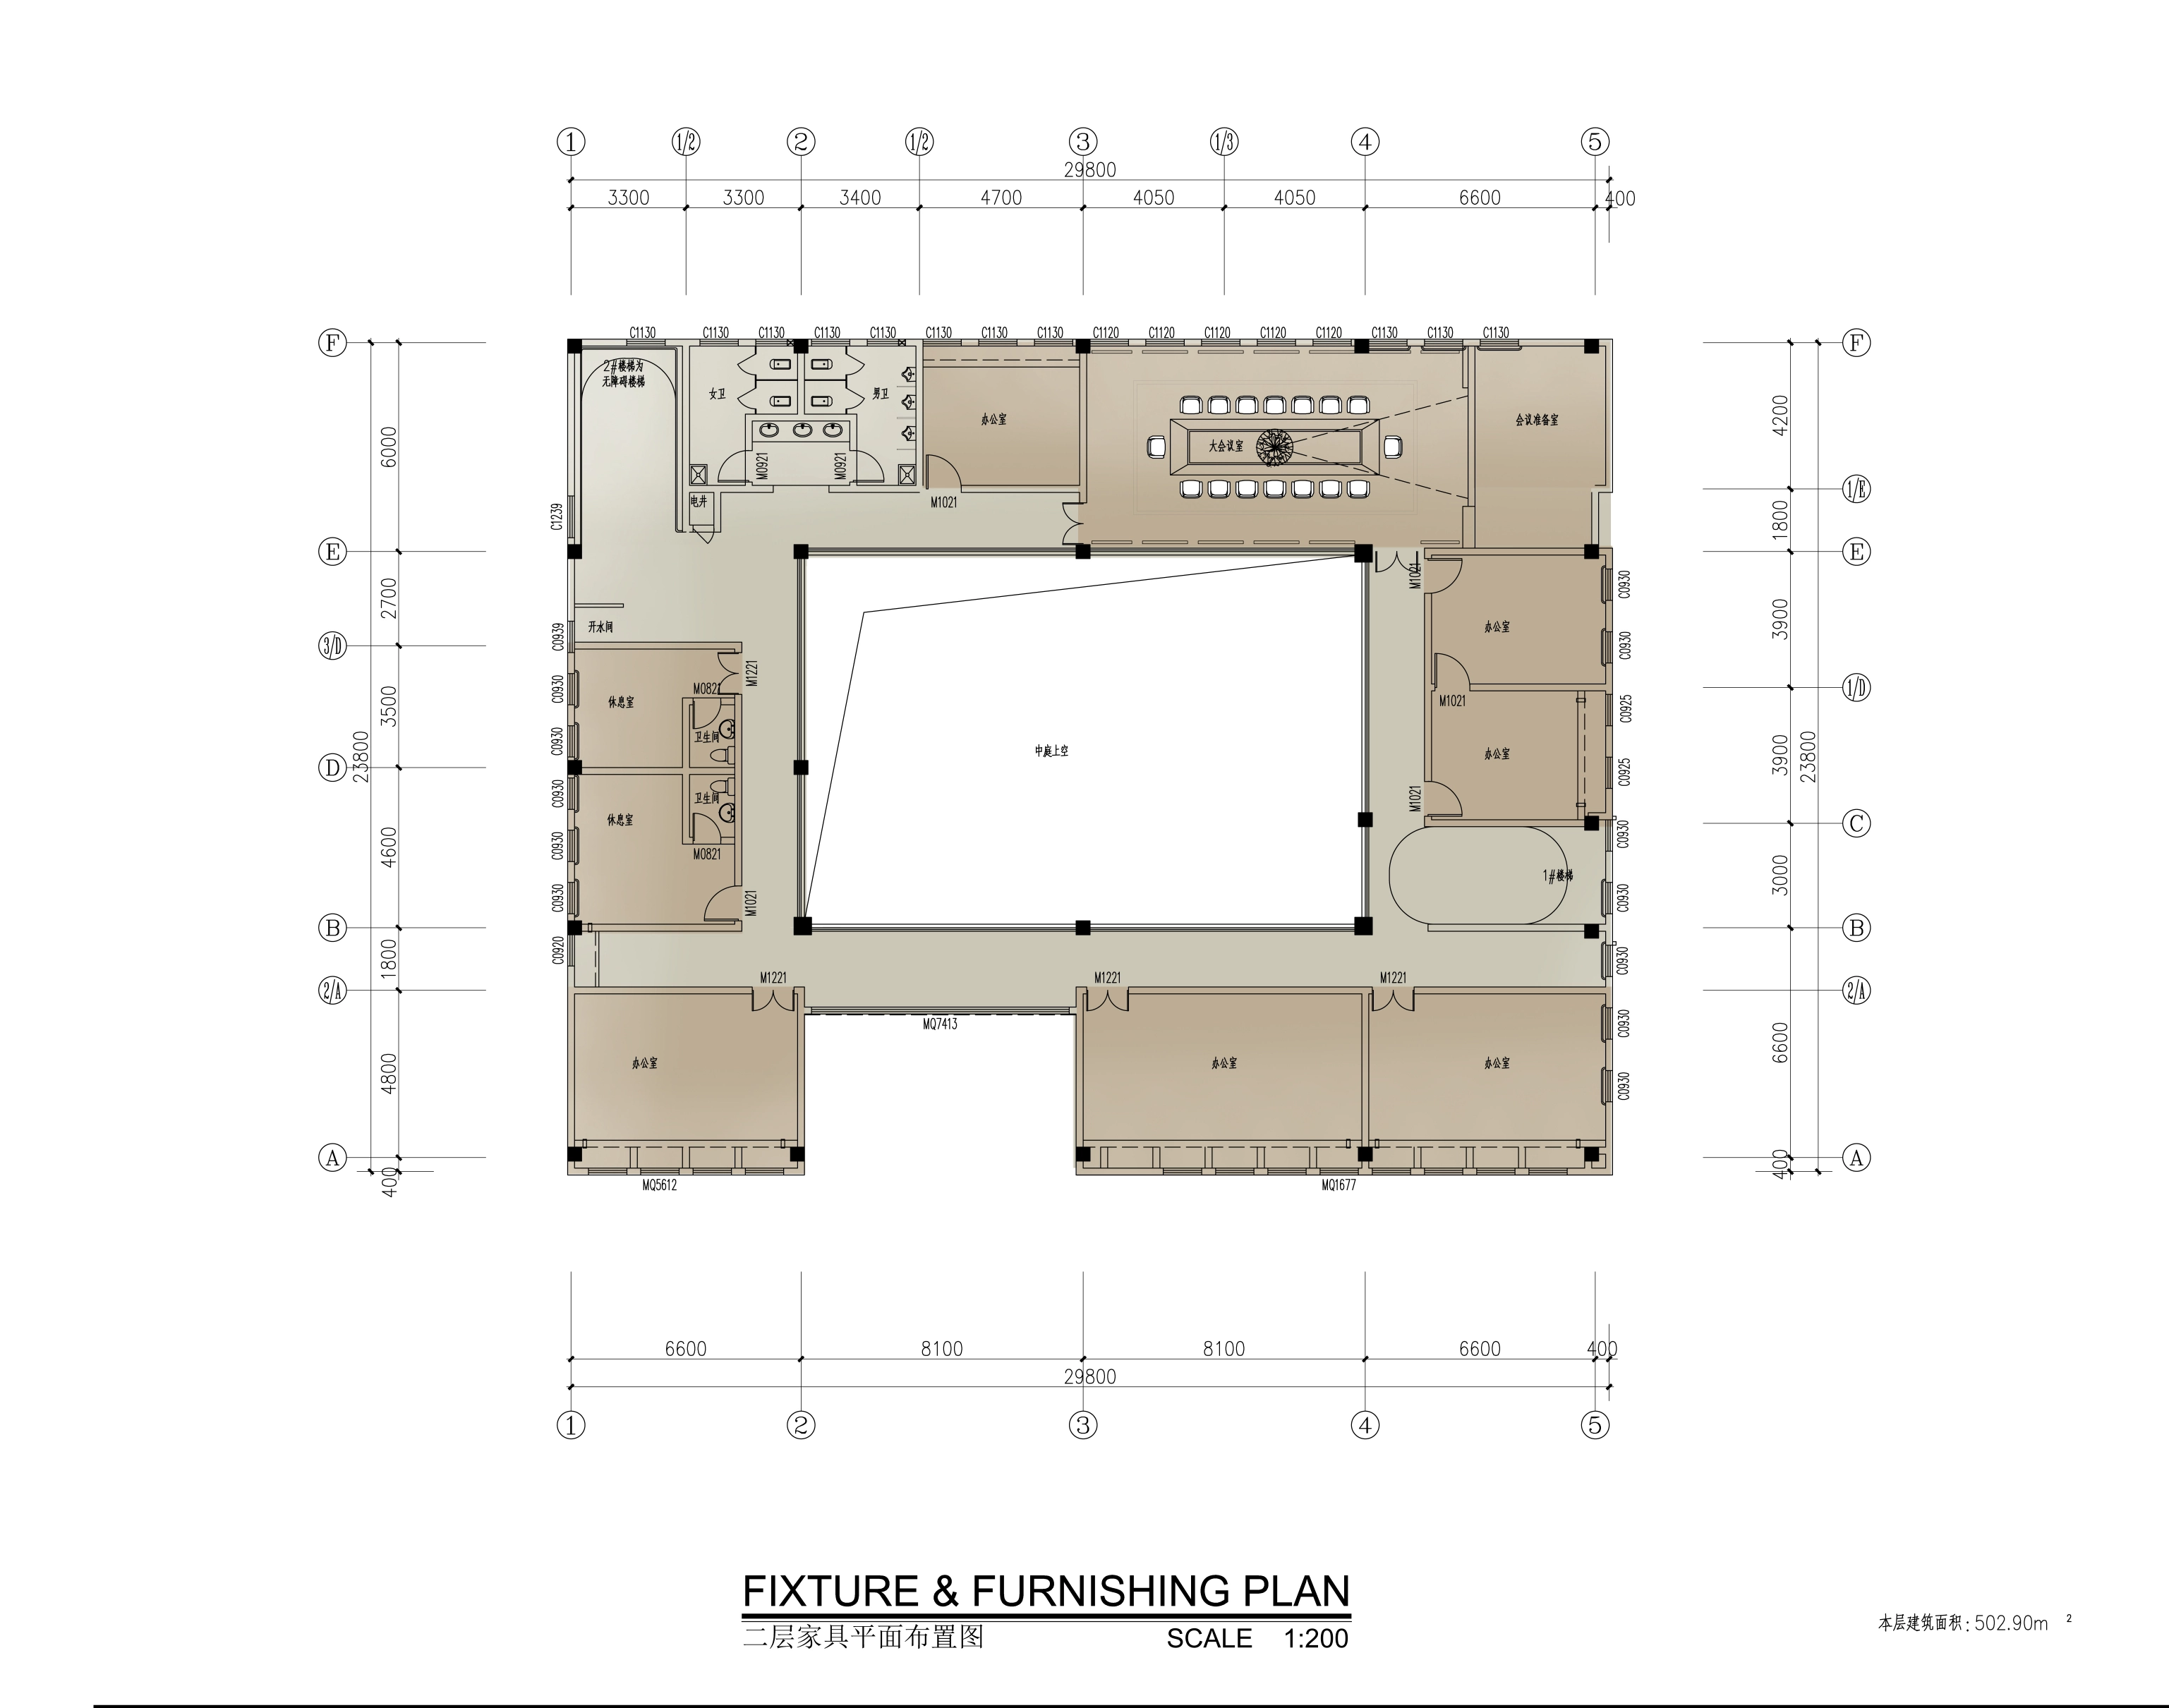 1 1/2 2 1/2 3 1/3 4 5
29800
3300 3300 3400 4700 4050 4050 6600 400
F F
C1130 C1130 C1130 C1130 C1130 C1130 C1130 C1130 C1120 C1120 C1120 C1120 C1120 C1130 C1130 C1130
2#楼梯为
无障碍楼梯
女卫 男卫
办公室
大会议室
会议准备室
6000 4200
M0921 M0921
1/E
电井
M1021
C1239
1800
E E
M1021
C0930
2700 3900
开水间
办公室
C0939 C0930
3/D
M1221
M0821
1/D
C0930
休息室
M1021
C0925
3500
卫生间
C0930
中庭上空
办公室
C0925
3900
23800 23800
D
C0930
卫生间
M1021
休息室
C
C0930
4600
C0930
M0821
1#楼梯
3000
C0930 M1021 C0930
B B
C0920
1800
C0930
M1221 M1221 M1221
2/A 2/A
MQ7413
C0930
6600
办公室 办公室 办公室
4800
C0930
A A
400 400
MQ5612 MQ1677
6600 8100 8100 6600 400
29800
1 2 3 4 5
FIXTURE & FURNISHING PLAN
二层家具平面布置图 SCALE 1:200
本层建筑面积:502.90m ²